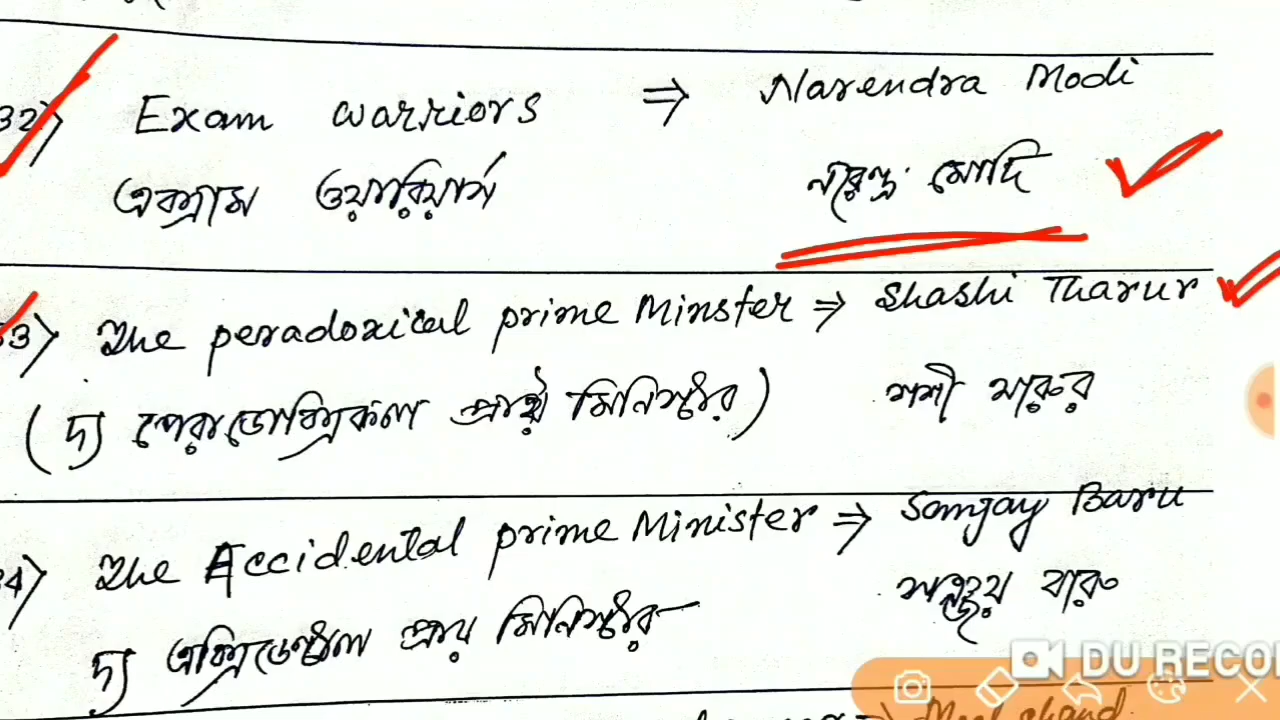 32) Exam warriors ⇒ Narendra Modi
এক্সাম ওয়ারিয়ার্স নরেন্দ্র মোদি
33) The peradoxical prime Minster ⇒ Shashi Tharur
(দ্য পেরাডোক্সিকাল প্রাইম মিনিস্টার) শশী থারুর
34) The Accidental prime Minister ⇒ Sanjay Baru
দ্য এক্সিডেন্টাল প্রাম মিনিস্টার সঞ্জয় বারু
DU RECO